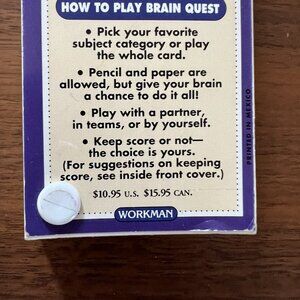 HOW TO PLAY BRAIN QUEST
• Pick your favorite
subject category or play
the whole card.
• Pencil and paper are
allowed, but give your brain
a chance to do it all!
• Play with a partner,
in teams, or by yourself.
• Keep score or not—
the choice is yours.
(For suggestions on keeping
score, see inside front cover.)
$10.95 U.S. $15.95 CAN.
WORKMAN
PRINTED IN MEXICO